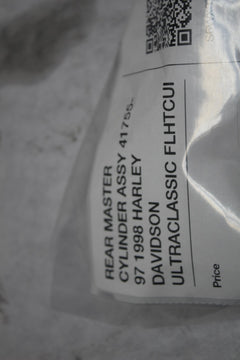 REAR MASTER
CYLINDER ASSY 41755..
97 1998 HARLEY
DAVIDSON
ULTRACLASSIC FLHTCUI
Price